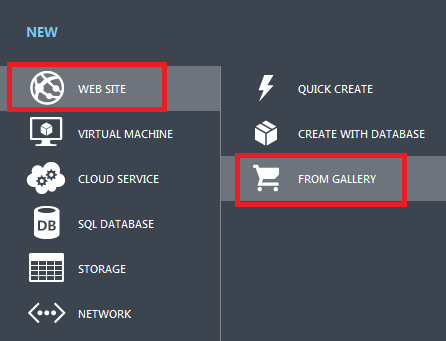 NEW
WEB SITE
VIRTUAL MACHINE
CLOUD SERVICE
DB
SQL DATABASE
STORAGE
NETWORK
QUICK CREATE
CREATE WITH DATABASE
FROM GALLERY